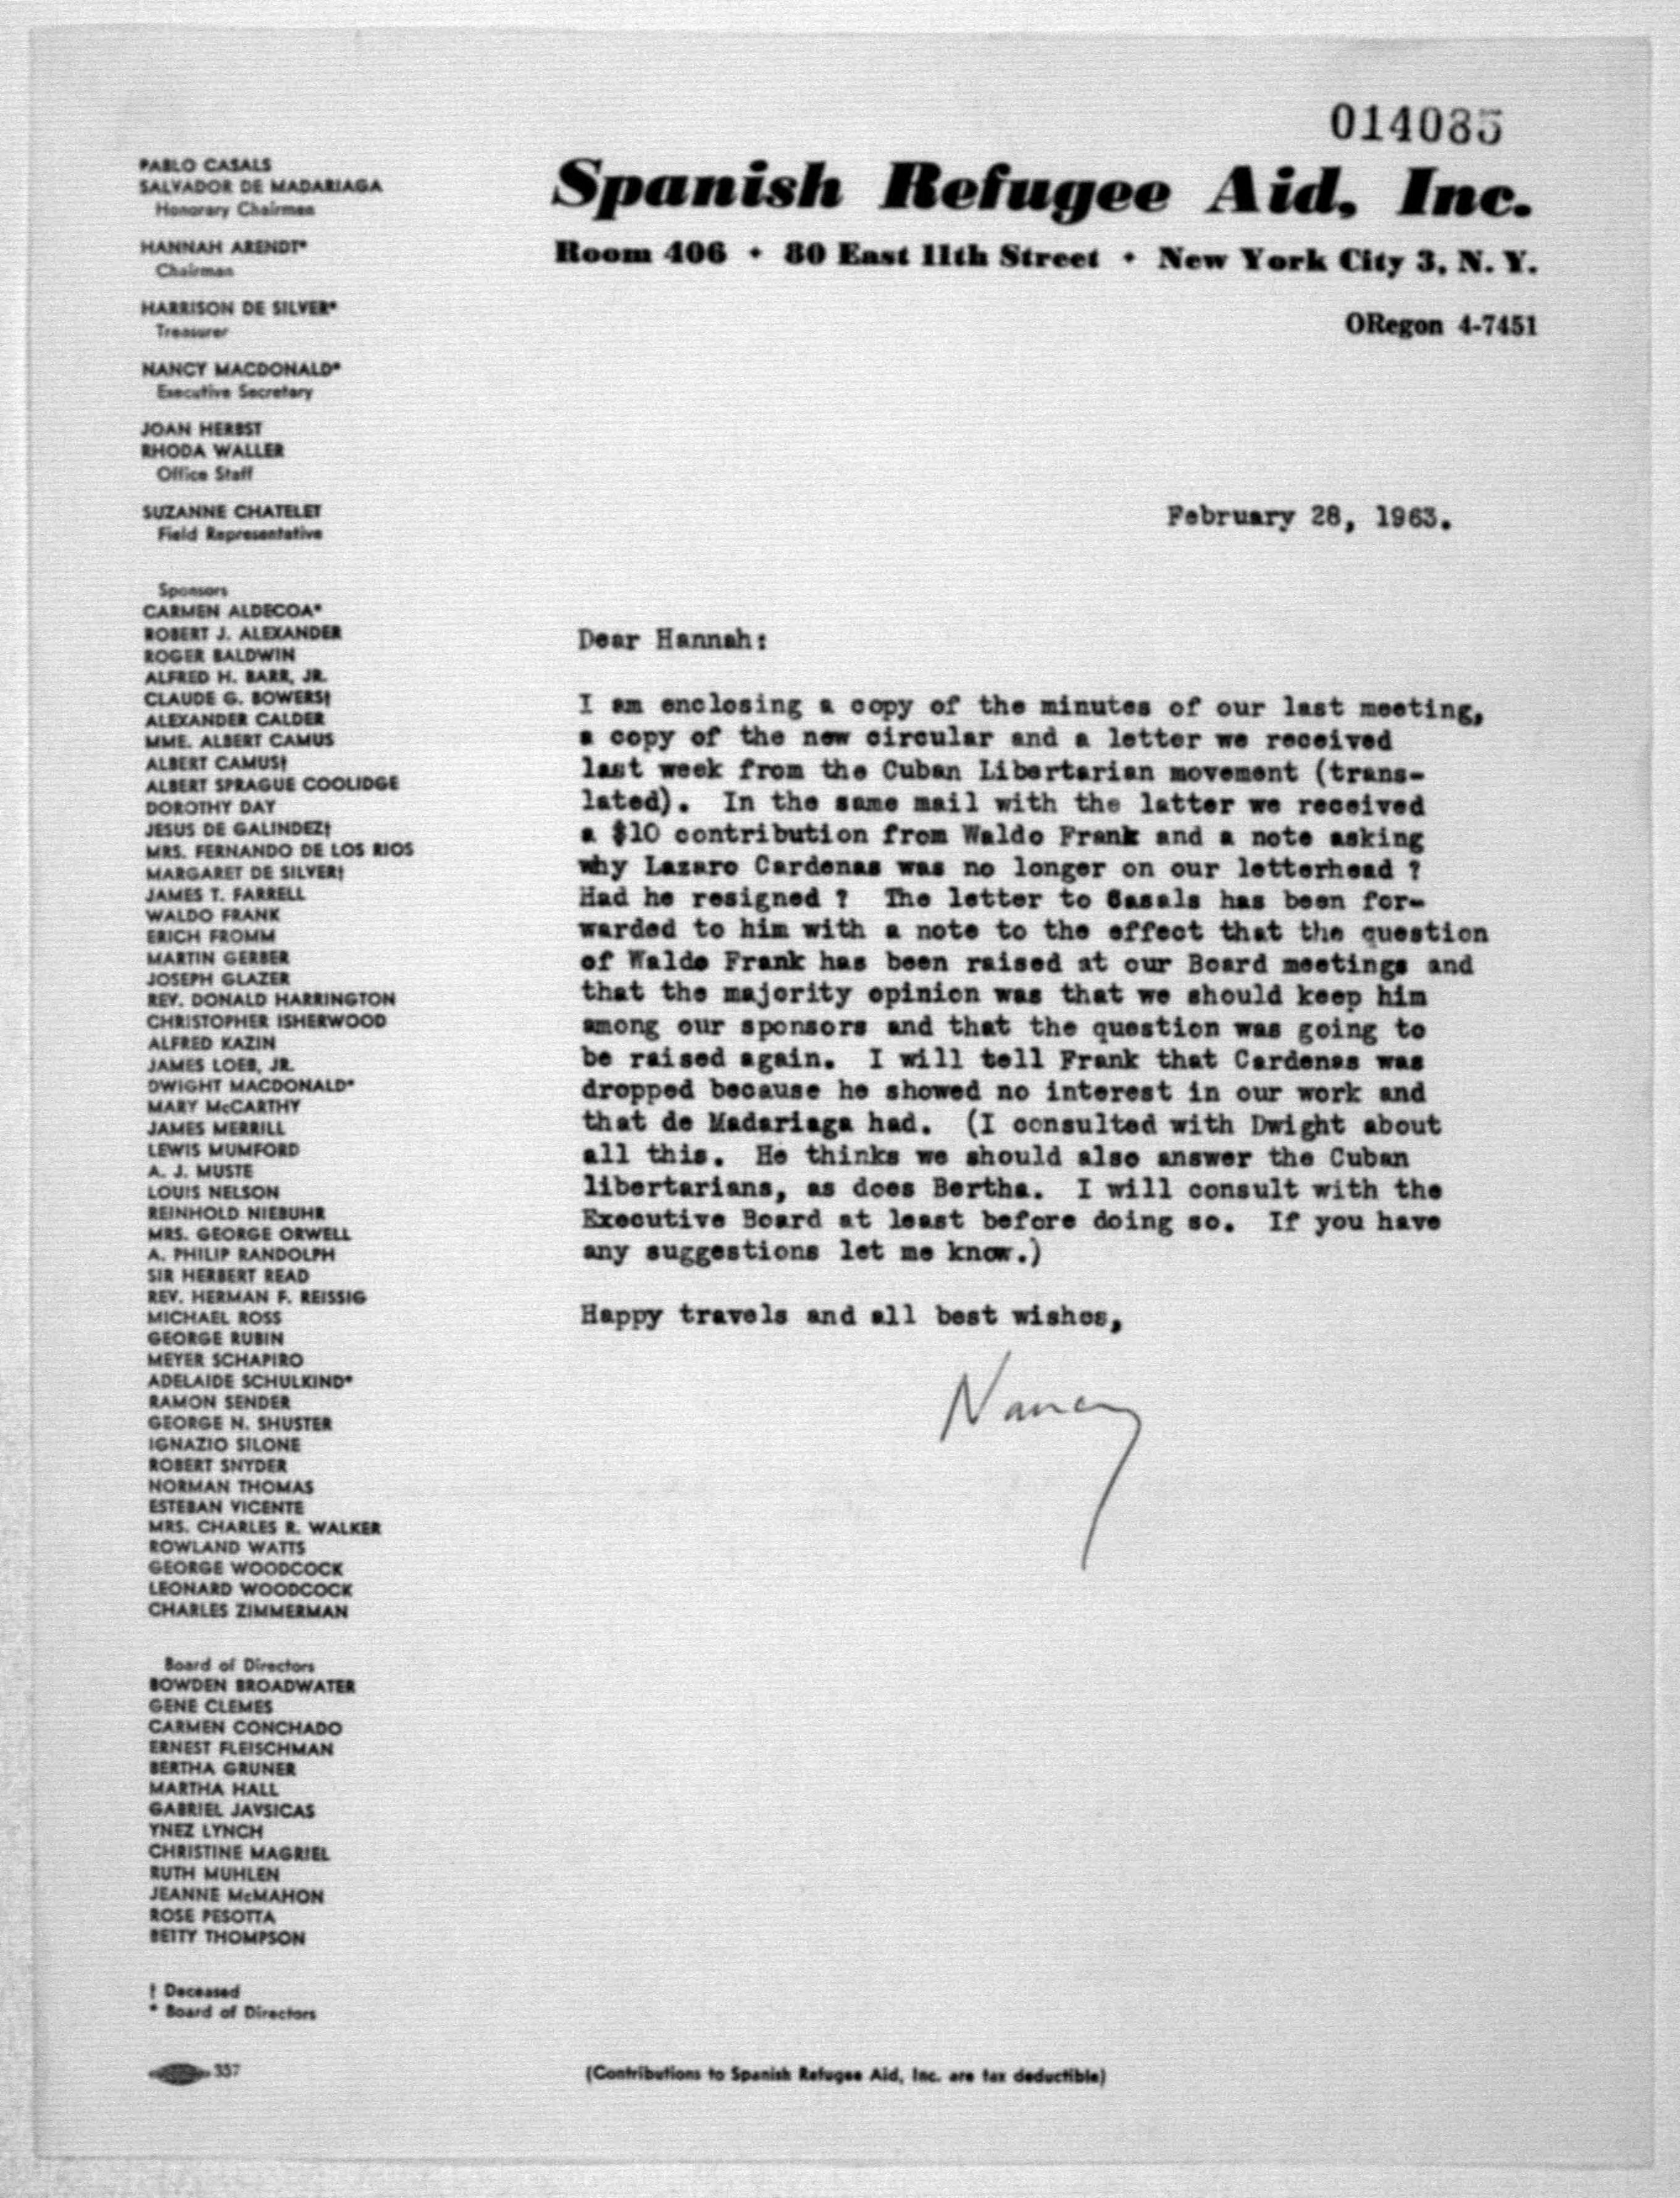 014085
Spanish Refugee Aid, Inc.
Room 406 • 80 East 11th Street • New York City 3, N. Y.
ORegon 4-7451
PABLO CASALS
SALVADOR DE MADARIAGA
Honorary Chairmen
HANNAH ARENDT*
Chairman
HARRISON DE SILVER*
Treasurer
NANCY MACDONALD*
Executive Secretary
JOAN HERBST
RHODA WALLER
Office Staff
SUZANNE CHATELET
Field Representative
Sponsors
CARMEN ALDECOA*
ROBERT J. ALEXANDER
ROGER BALDWIN
ALFRED H. BARR, JR.
CLAUDE G. BOWERS†
ALEXANDER CALDER
MME. ALBERT CAMUS
ALBERT CAMUS†
ALBERT SPRAGUE COOLIDGE
DOROTHY DAY
JESUS DE GALINDEZ†
MRS. FERNANDO DE LOS RIOS
MARGARET DE SILVER†
JAMES T. FARRELL
WALDO FRANK
ERICH FROMM
MARTIN GERBER
JOSEPH GLAZER
REV. DONALD HARRINGTON
CHRISTOPHER ISHERWOOD
ALFRED KAZIN
JAMES LOEB, JR.
DWIGHT MACDONALD*
MARY McCARTHY
JAMES MERRILL
LEWIS MUMFORD
A. J. MUSTE
LOUIS NELSON
REINHOLD NIEBUHR
MRS. GEORGE ORWELL
A. PHILIP RANDOLPH
SIR HERBERT READ
REV. HERMAN F. REISSIG
MICHAEL ROSS
GEORGE RUBIN
MEYER SCHAPIRO
ADELAIDE SCHULKIND*
RAMON SENDER
GEORGE N. SHUSTER
IGNAZIO SILONE
ROBERT SNYDER
NORMAN THOMAS
ESTEBAN VICENTE
MRS. CHARLES R. WALKER
ROWLAND WATTS
GEORGE WOODCOCK
LEONARD WOODCOCK
CHARLES ZIMMERMAN
Board of Directors
BOWDEN BROADWATER
GENE CLEMES
CARMEN CONCHADO
ERNEST FLEISCHMAN
BERTHA GRUNER
MARTHA HALL
GABRIEL JAVSICAS
YNEZ LYNCH
CHRISTINE MAGRIEL
RUTH MUHLEN
JEANNE McMAHON
ROSE PESOTTA
BETTY THOMPSON
† Deceased
* Board of Directors
357
February 28, 1963.
Dear Hannah:
I am enclosing a copy of the minutes of our last meeting,
a copy of the new circular and a letter we received
last week from the Cuban Libertarian movement (trans-
lated). In the same mail with the latter we received
a $10 contribution from Waldo Frank and a note asking
why Lazaro Cardenas was no longer on our letterhead ?
Had he resigned ? The letter to Casals has been for-
warded to him with a note to the effect that the question
of Waldo Frank has been raised at our Board meetings and
that the majority opinion was that we should keep him
among our sponsors and that the question was going to
be raised again. I will tell Frank that Cardenas was
dropped because he showed no interest in our work and
that de Madariaga had. (I consulted with Dwight about
all this. He thinks we should also answer the Cuban
libertarians, as does Bertha. I will consult with the
Executive Board at least before doing so. If you have
any suggestions let me know.)
Happy travels and all best wishes,
Nancy
(Contributions to Spanish Refugee Aid, Inc. are tax deductible)